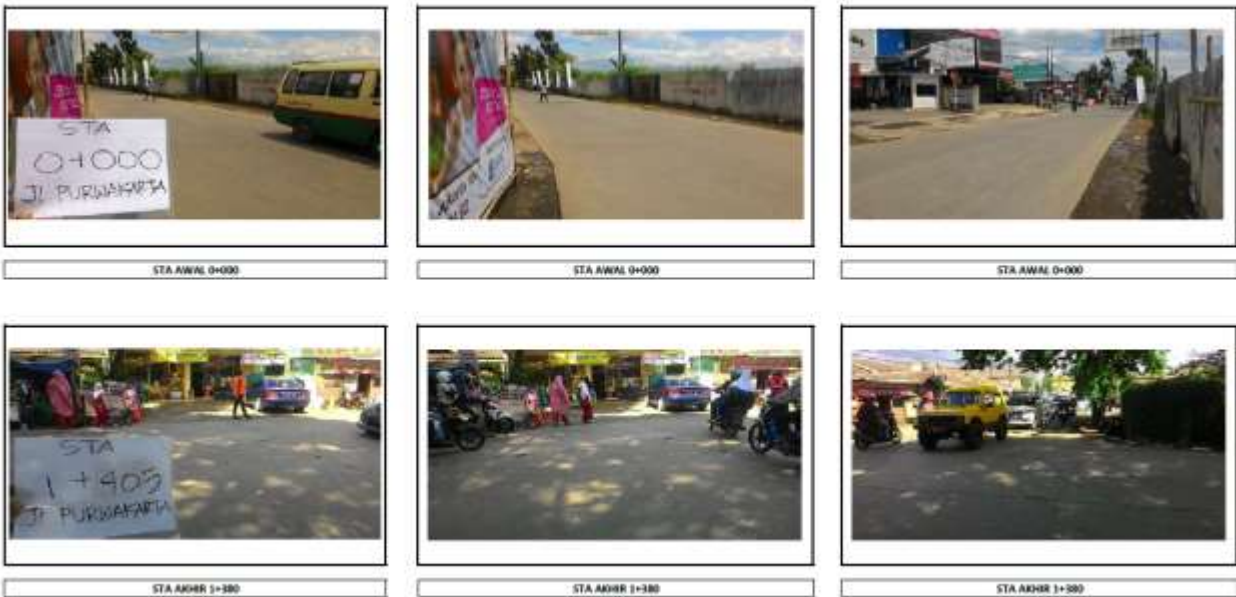 STA
0+000
JL PURWAKARTA
STA AWAL 0+000
STA AWAL 0+000
STA AWAL 0+000
STA
1+405
JL PURWAKARTA
STA AKHIR 1+380
STA AKHIR 1+380
STA AKHIR 1+380